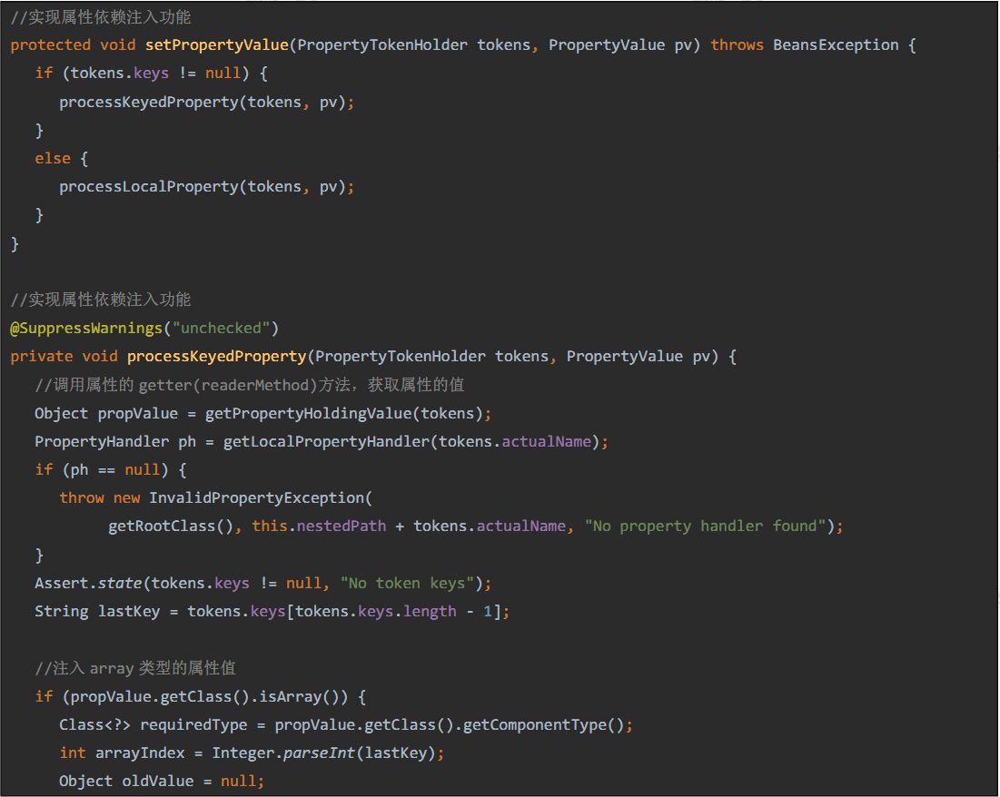 //实现属性依赖注入功能
protected void setPropertyValue(PropertyTokenHolder tokens, PropertyValue pv) throws BeansException {
if (tokens.keys != null) {
processKeyedProperty(tokens, pv);
}
else {
processLocalProperty(tokens, pv);
}
}
//实现属性依赖注入功能
@SuppressWarnings("unchecked")
private void processKeyedProperty(PropertyTokenHolder tokens, PropertyValue pv) {
//调用属性的 getter(readerMethod)方法，获取属性的值
Object propValue = getPropertyHoldingValue(tokens);
PropertyHandler ph = getLocalPropertyHandler(tokens.actualName);
if (ph == null) {
throw new InvalidPropertyException(
getRootClass(), this.nestedPath + tokens.actualName, "No property handler found");
}
Assert.state(tokens.keys != null, "No token keys");
String lastKey = tokens.keys[tokens.keys.length - 1];
//注入 array 类型的属性值
if (propValue.getClass().isArray()) {
Class<?> requiredType = propValue.getClass().getComponentType();
int arrayIndex = Integer.parseInt(lastKey);
Object oldValue = null;